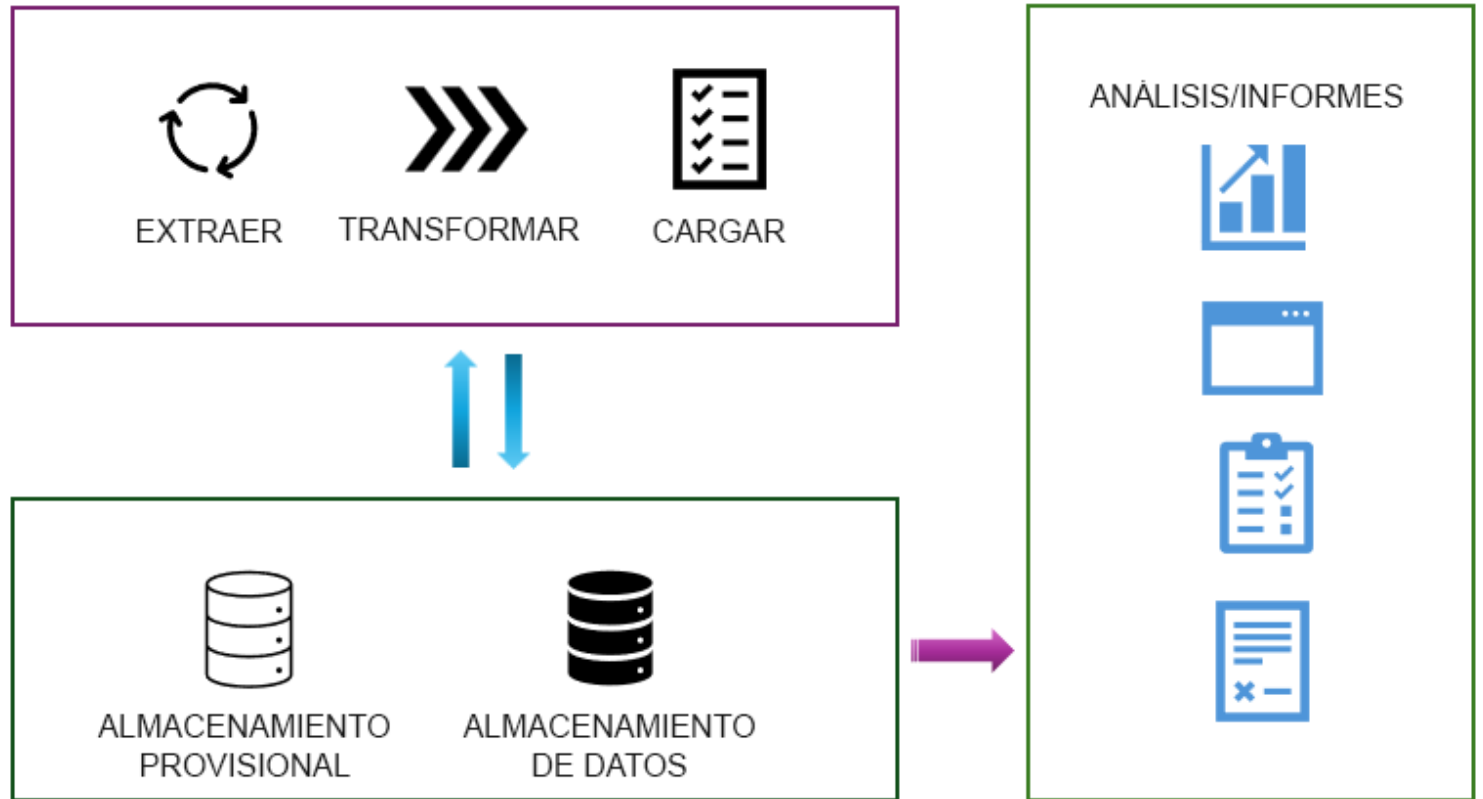 EXTRAER
TRANSFORMAR
CARGAR
ANÁLISIS/INFORMES
ALMACENAMIENTO
PROVISIONAL
ALMACENAMIENTO
DE DATOS